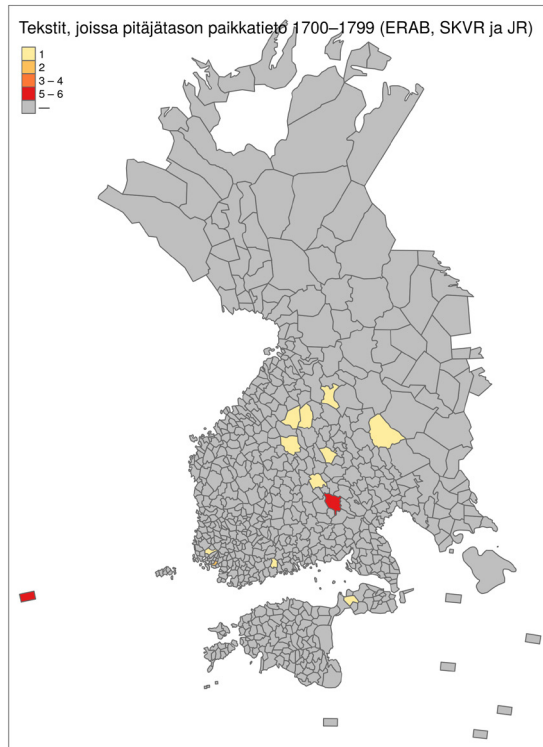 Tekstit, joissa pitäjätason paikkatieto 1700–1799 (ERAB, SKVR ja JR)
1
2
3 – 4
5 – 6
—